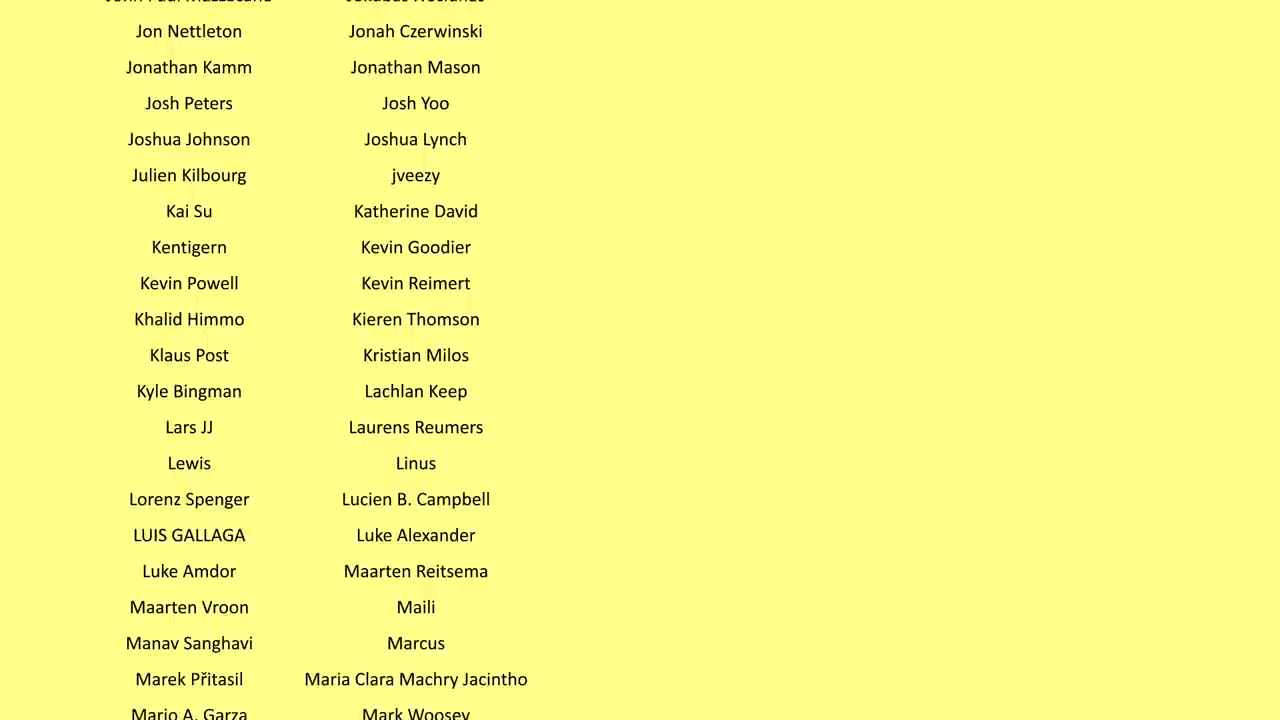 Jon Nettleton Jonah Czerwinski
Jonathan Kamm Jonathan Mason
Josh Peters Josh Yoo
Joshua Johnson Joshua Lynch
Julien Kilbourg jveezy
Kai Su Katherine David
Kentigern Kevin Goodier
Kevin Powell Kevin Reimert
Khalid Himmo Kieren Thomson
Klaus Post Kristian Milos
Kyle Bingman Lachlan Keep
Lars JJ Laurens Reumers
Lewis Linus
Lorenz Spenger Lucien B. Campbell
LUIS GALLAGA Luke Alexander
Luke Amdor Maarten Reitsema
Maarten Vroon Maili
Manav Sanghavi Marcus
Marek Přitasil Maria Clara Machry Jacintho
Mario A. Garza Mark Woosey